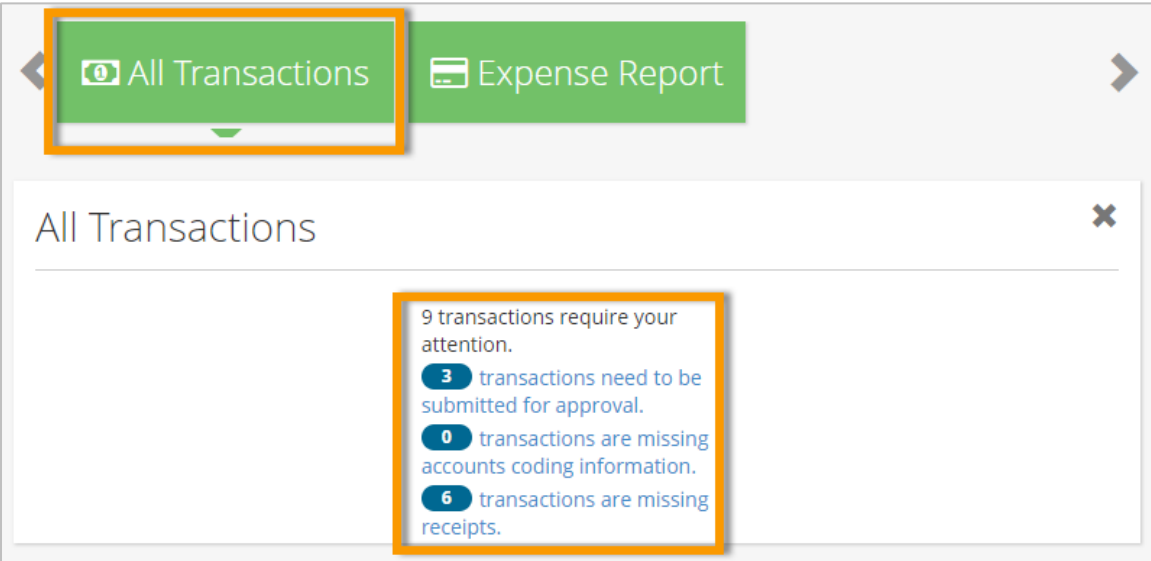 All Transactions
Expense Report
All Transactions
9 transactions require your
attention.
3 transactions need to be
submitted for approval.
0 transactions are missing
accounts coding information.
6 transactions are missing
receipts.